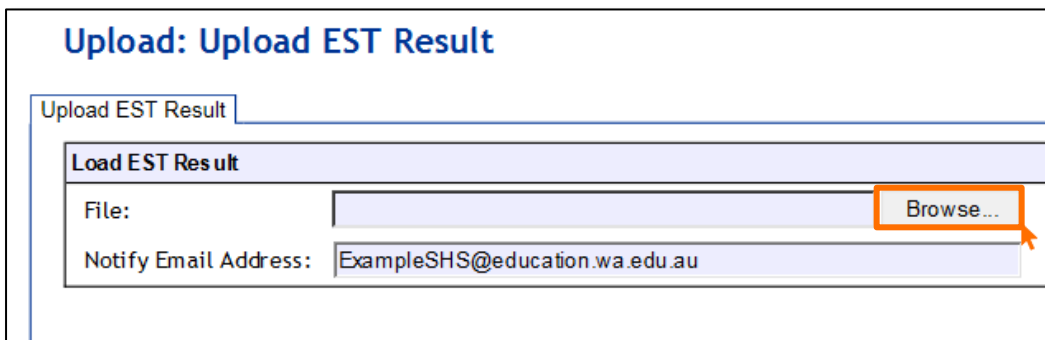 Upload: Upload EST Result
Upload EST Result
Load EST Result
File: Browse...
Notify Email Address: ExampleSHS@education.wa.edu.au